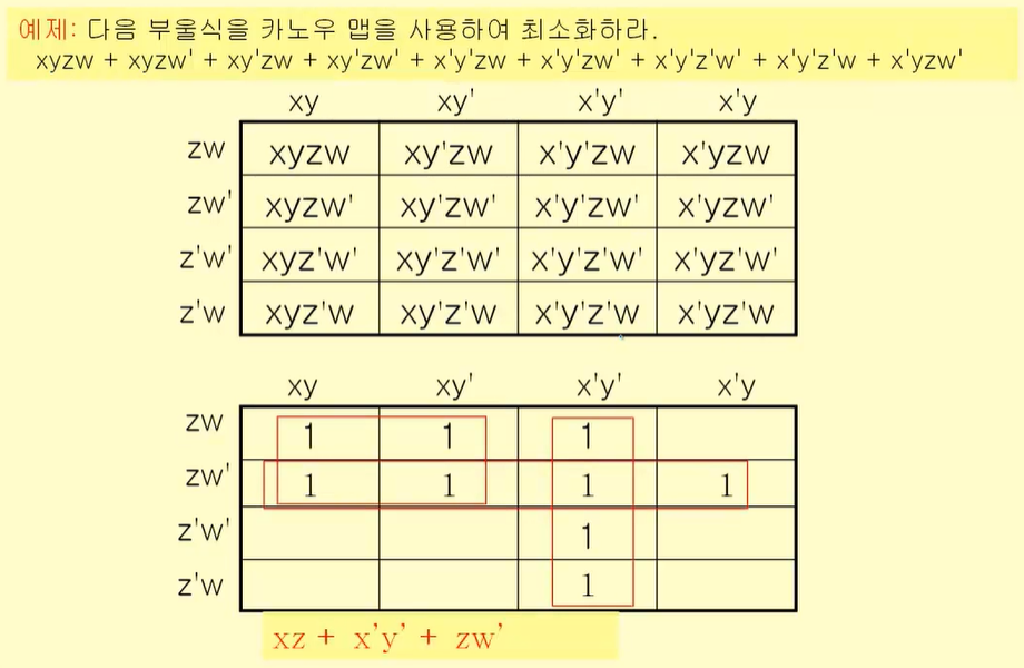 예제: 다음 부울식을 카노우 맵을 사용하여 최소화하라.
xyzw + xyzw' + xy'zw + xy'zw' + x'y'zw + x'y'zw' + x'y'z'w' + x'y'z'w + x'yzw'
xy xy' x'y' x'y
zw xyzw xy'zw x'y'zw x'yzw
zw' xyzw' xy'zw' x'y'zw' x'yzw'
z'w' xyz'w' xy'z'w' x'y'z'w' x'yz'w'
z'w xyz'w xy'z'w x'y'z'w x'yz'w
xy xy' x'y' x'y
zw 1 1 1
zw' 1 1 1 1
z'w' 1
z'w 1
xz + x'y' + zw'